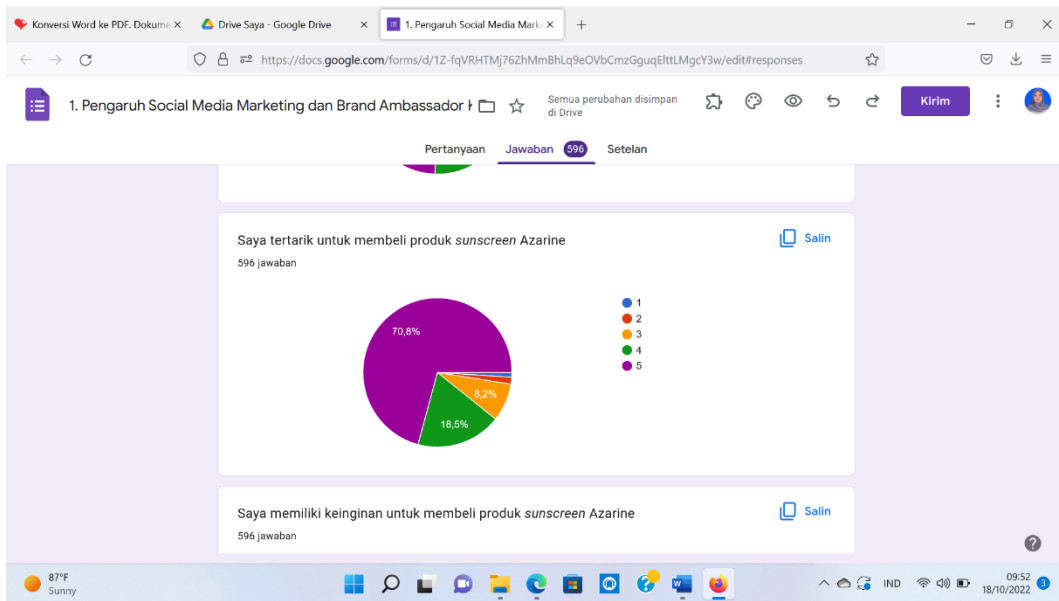 Konversi Word ke PDF. Dokume
Drive Saya - Google Drive
1. Pengaruh Social Media Marke
https://docs.google.com/forms/d/1Z-fqVRHTMj76ZhMmBhLq9eOVbCmzGguqElttLMgcY3w/edit#responses
1. Pengaruh Social Media Marketing dan Brand Ambassador
Semua perubahan disimpan
di Drive
Kirim
Pertanyaan
Jawaban 596
Setelan
Saya tertarik untuk membeli produk sunscreen Azarine
Salin
596 jawaban
70,8%
8,2%
18,5%
1
2
3
4
5
Saya memiliki keinginan untuk membeli produk sunscreen Azarine
Salin
596 jawaban
87°F
Sunny
IND
09:52
18/10/2022
3